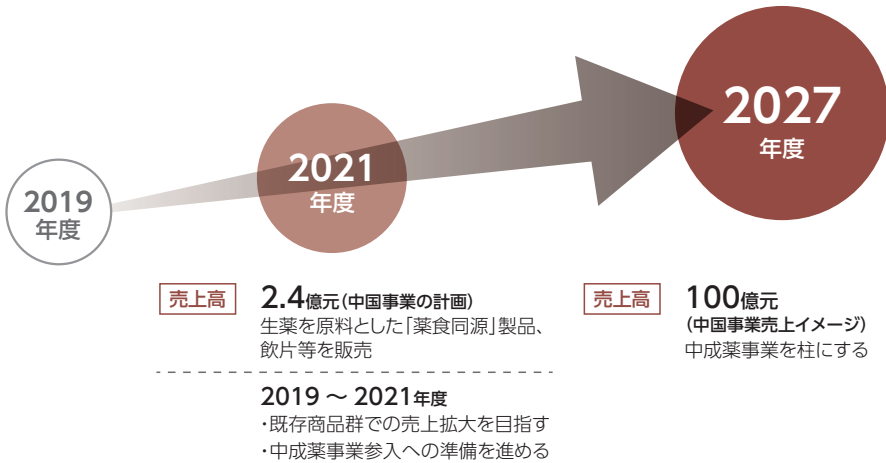 2019
年度
2021
年度
2027
年度
売上高
2.4億元(中国事業の計画)
生薬を原料とした「薬食同源」製品、
飲片等を販売
2019 ～ 2021年度
・既存商品群での売上拡大を目指す
・中成薬事業参入への準備を進める
売上高
100億元
(中国事業売上イメージ)
中成薬事業を柱にする